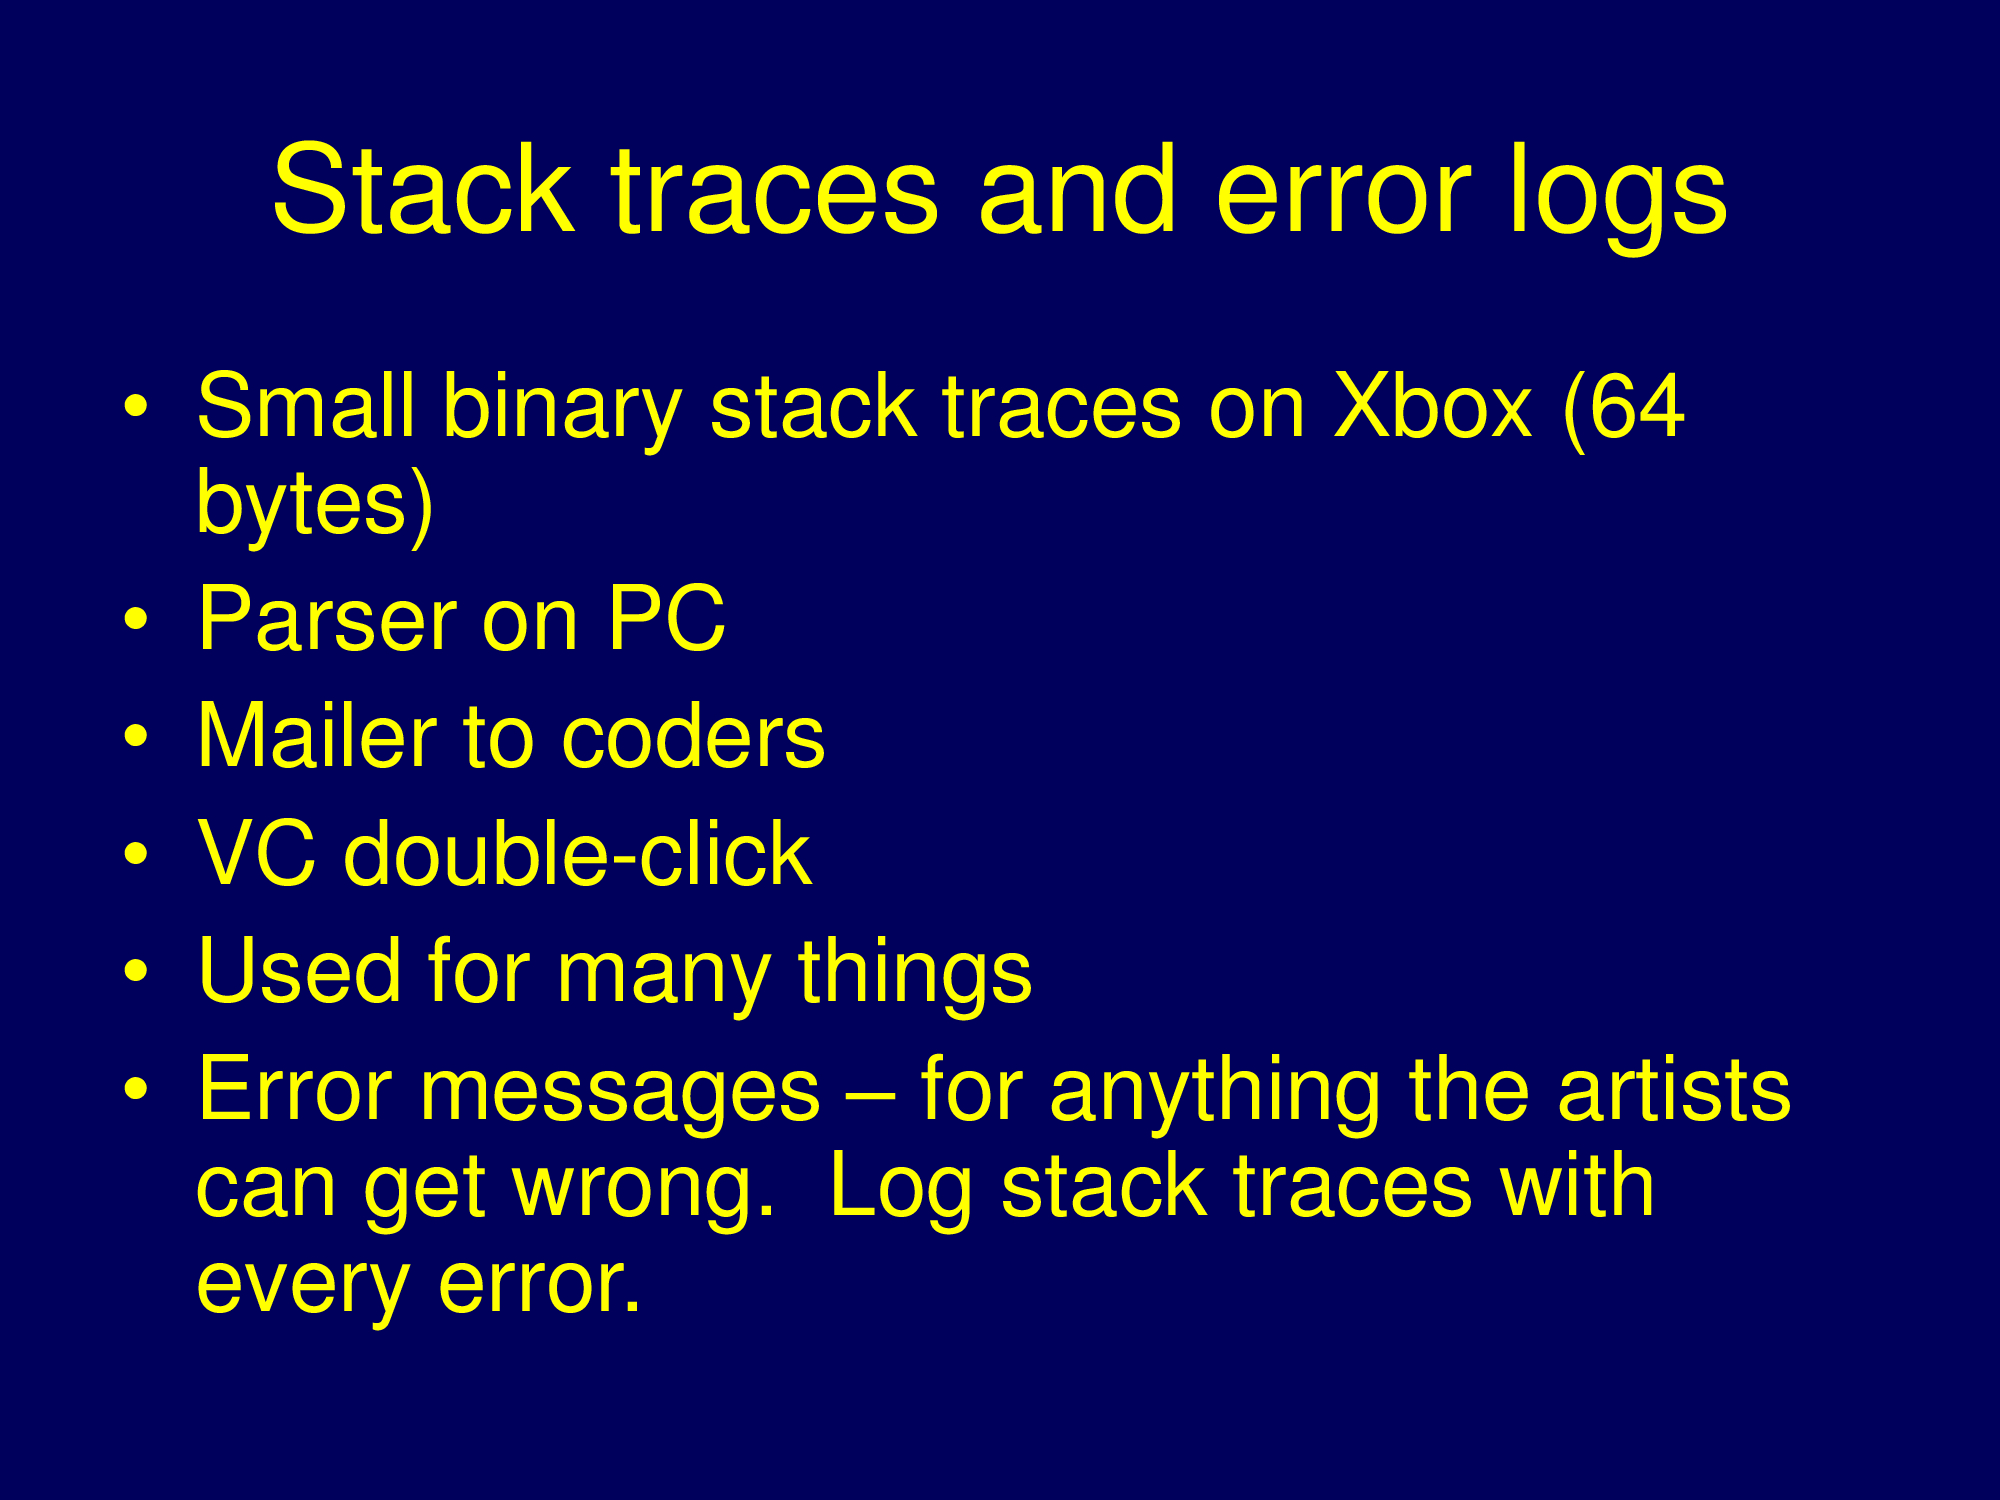 Stack traces and error logs
• Small binary stack traces on Xbox (64
bytes)
• Parser on PC
• Mailer to coders
• VC double-click
• Used for many things
• Error messages – for anything the artists
can get wrong.  Log stack traces with
every error.